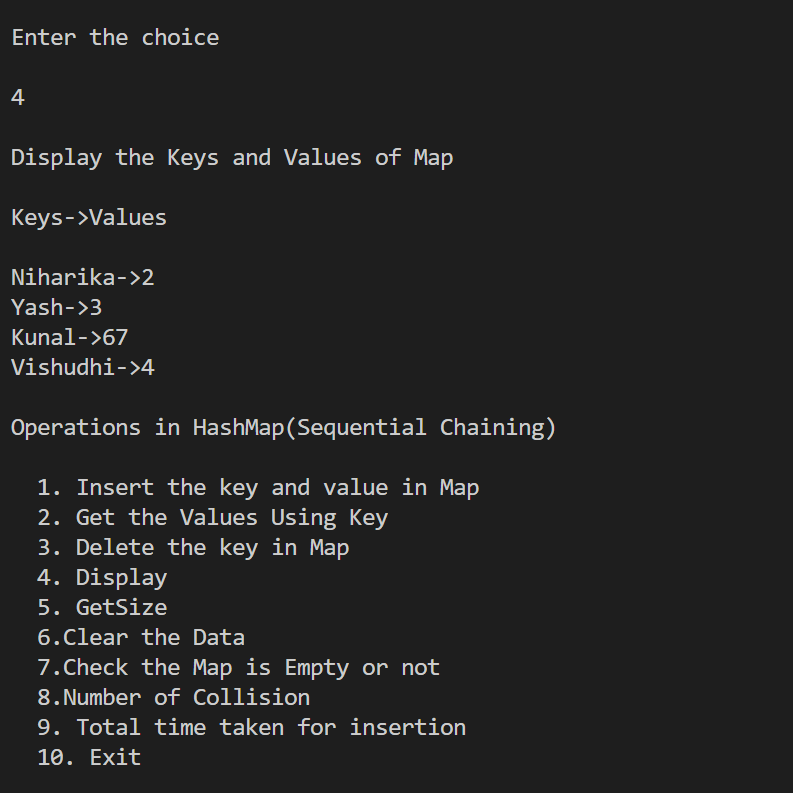 Enter the choice
4
Display the Keys and Values of Map
Keys->Values
Niharika->2
Yash->3
Kunal->67
Vishudhi->4
Operations in HashMap(Sequential Chaining)
1. Insert the key and value in Map
2. Get the Values Using Key
3. Delete the key in Map
4. Display
5. GetSize
6.Clear the Data
7.Check the Map is Empty or not
8.Number of Collision
9. Total time taken for insertion
10. Exit